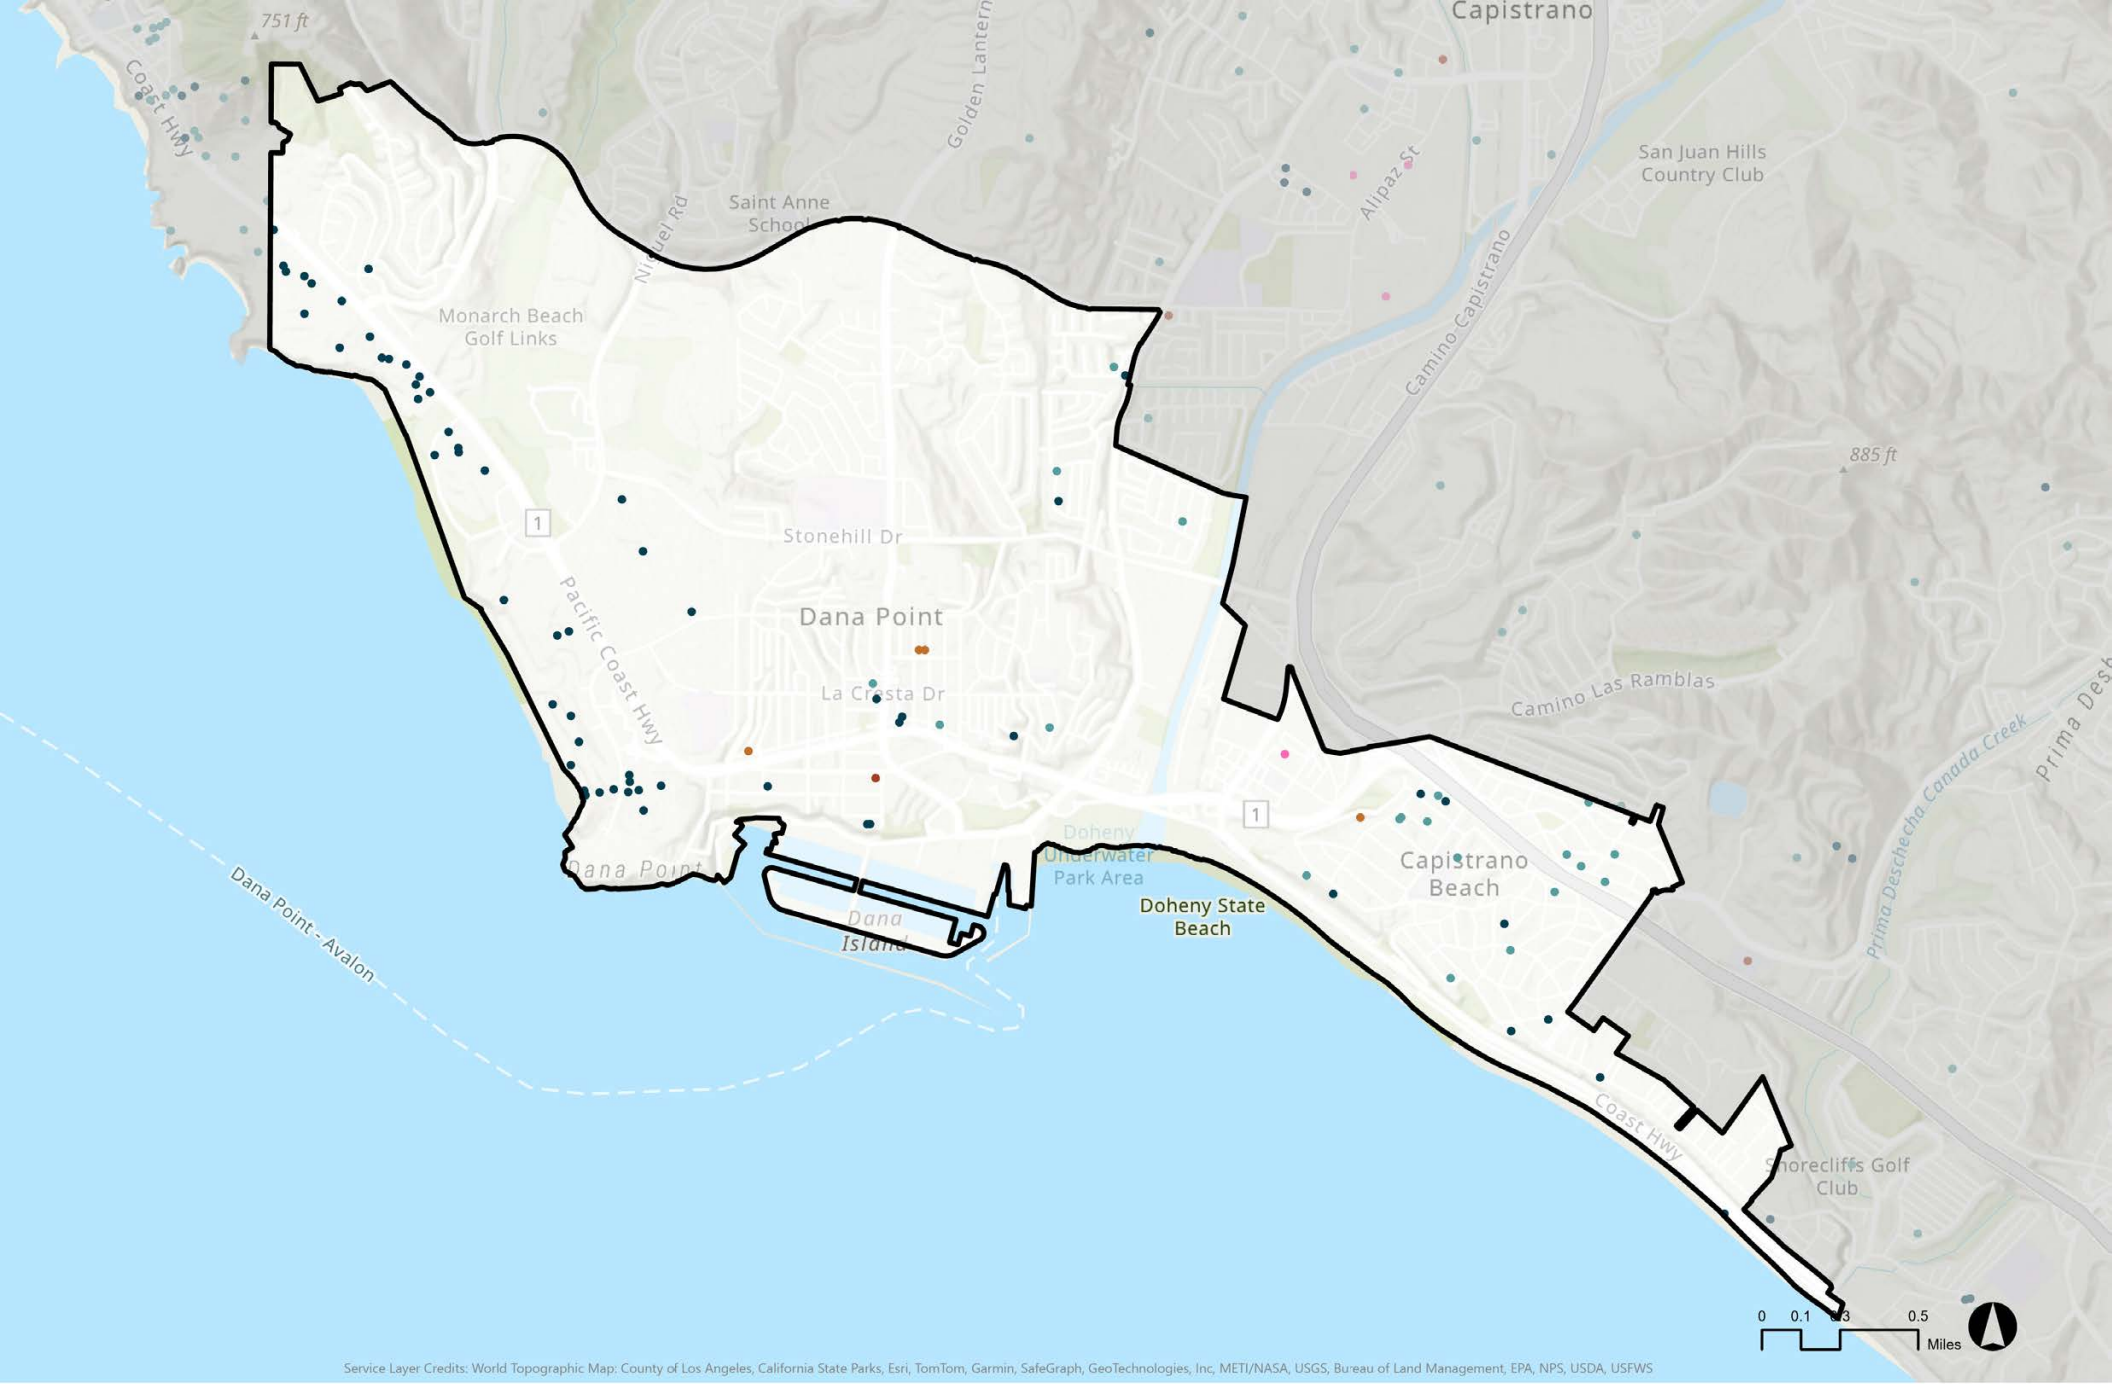 751 ft
Capistrano
Coast Hwy
Golden Lantern
San Juan Hills
Country Club
Alipaz St
Saint Anne
School
Niguel Rd
Camino Capistrano
Monarch Beach
Golf Links
885 ft
1
Stonehill Dr
Pacific Coast Hwy
Dana Point
La Cresta Dr
Camino Las Ramblas
Prima Desh
Prima Deschecha Canada Creek
1
Doheny
Underwater
Park Area
Capistrano
Beach
Dana Point
Doheny State
Beach
Dana
Island
Dana Point - Avalon
Coast Hwy
Shorecliffs Golf
Club
0 0.1 0.3 0.5
Miles
Service Layer Credits: World Topographic Map: County of Los Angeles, California State Parks, Esri, TomTom, Garmin, SafeGraph, GeoTechnologies, Inc, METI/NASA, USGS, Bureau of Land Management, EPA, NPS, USDA, USFWS